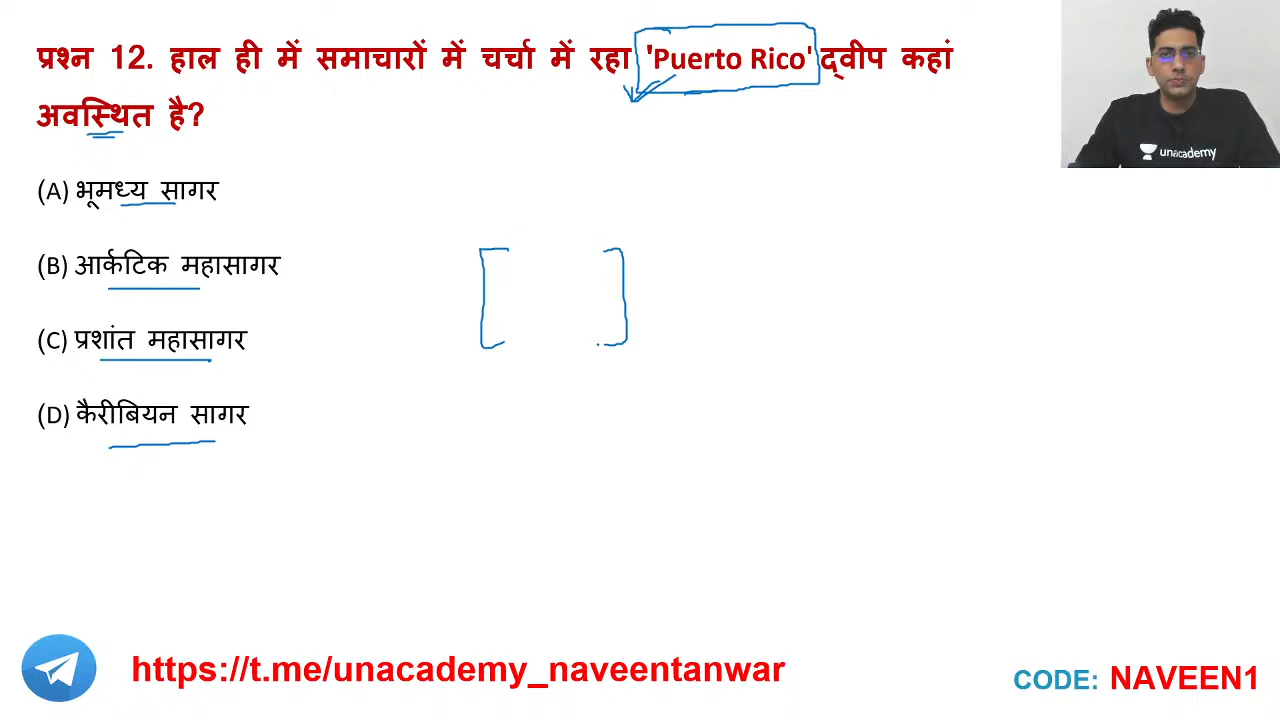 प्रश्न 12. हाल ही में समाचारों में चर्चा में रहा 'Puerto Rico' द्वीप कहां
अवस्थित है?
unacademy
(A) भूमध्य सागर
(B) आर्कटिक महासागर
(C) प्रशांत महासागर
(D) कैरीबियन सागर
https://t.me/unacademy_naveentanwar
CODE: NAVEEN1